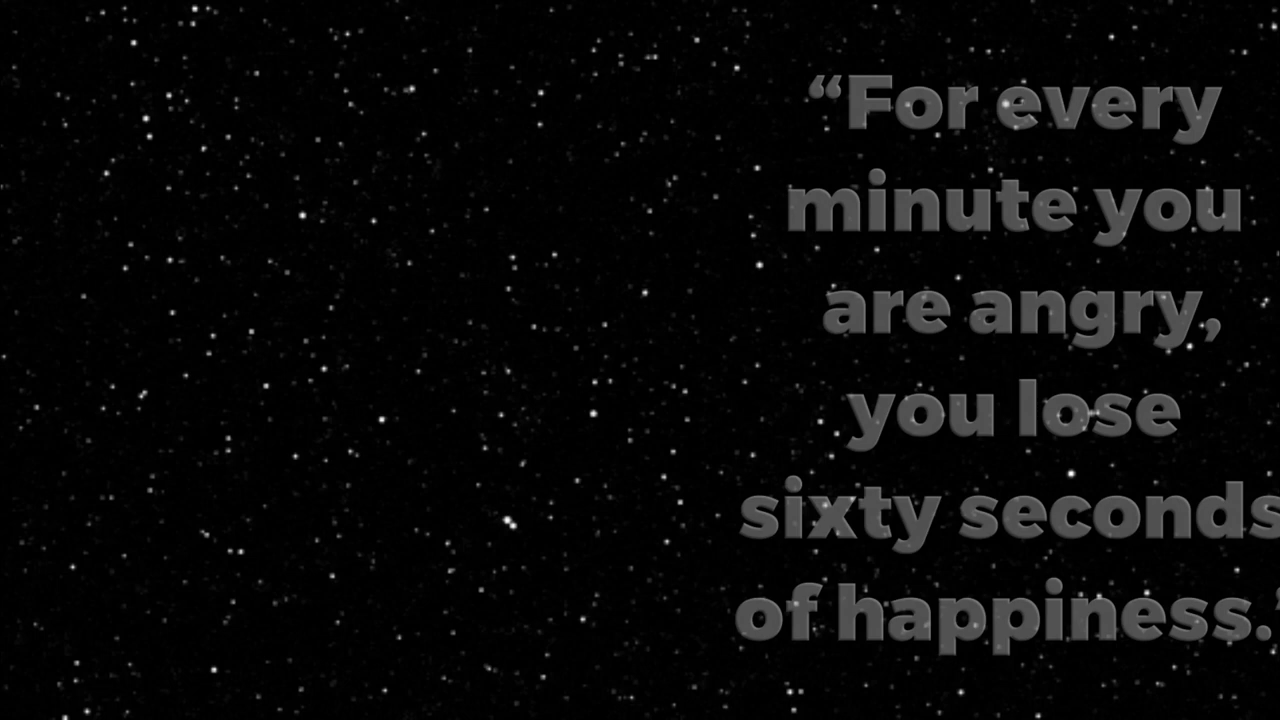 “For every
minute you
are angry,
you lose
sixty seconds
of happiness.”